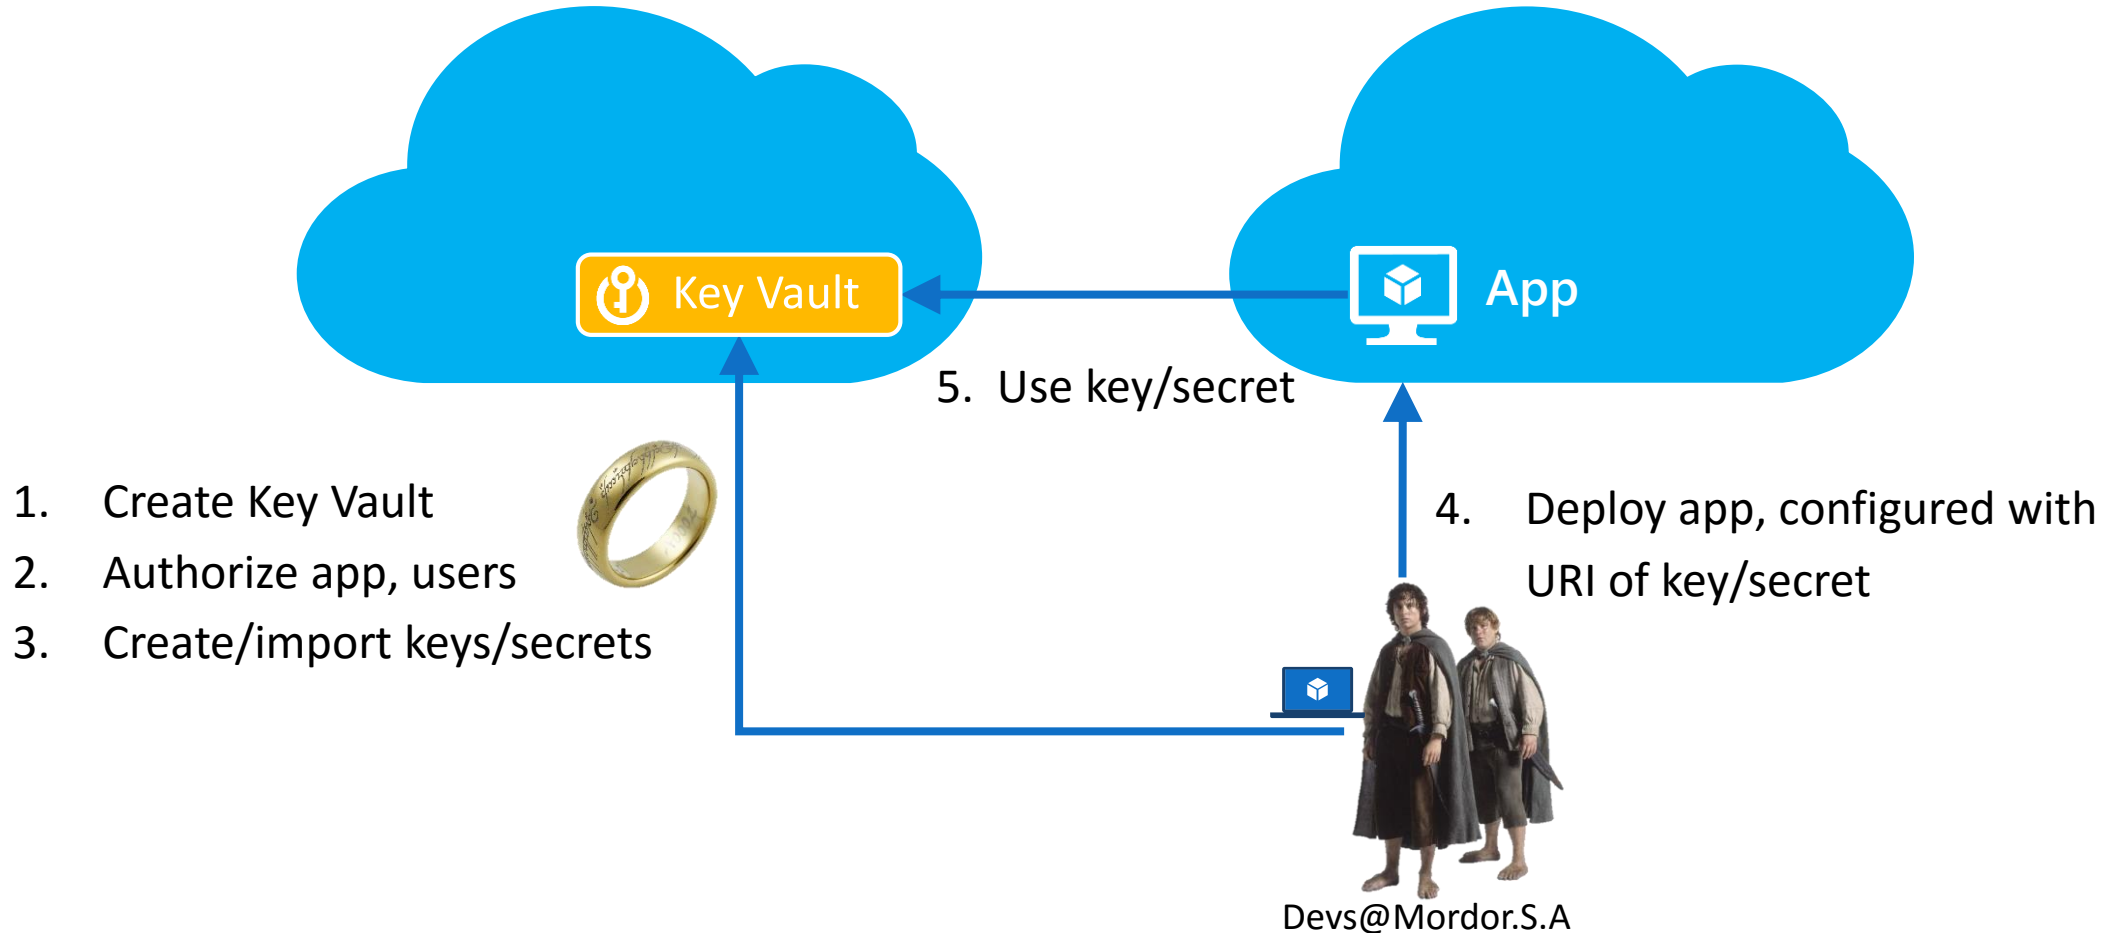 Key Vault
App
5. Use key/secret
1. Create Key Vault
2. Authorize app, users
3. Create/import keys/secrets
4. Deploy app, configured with
URI of key/secret
Devs@Mordor.S.A